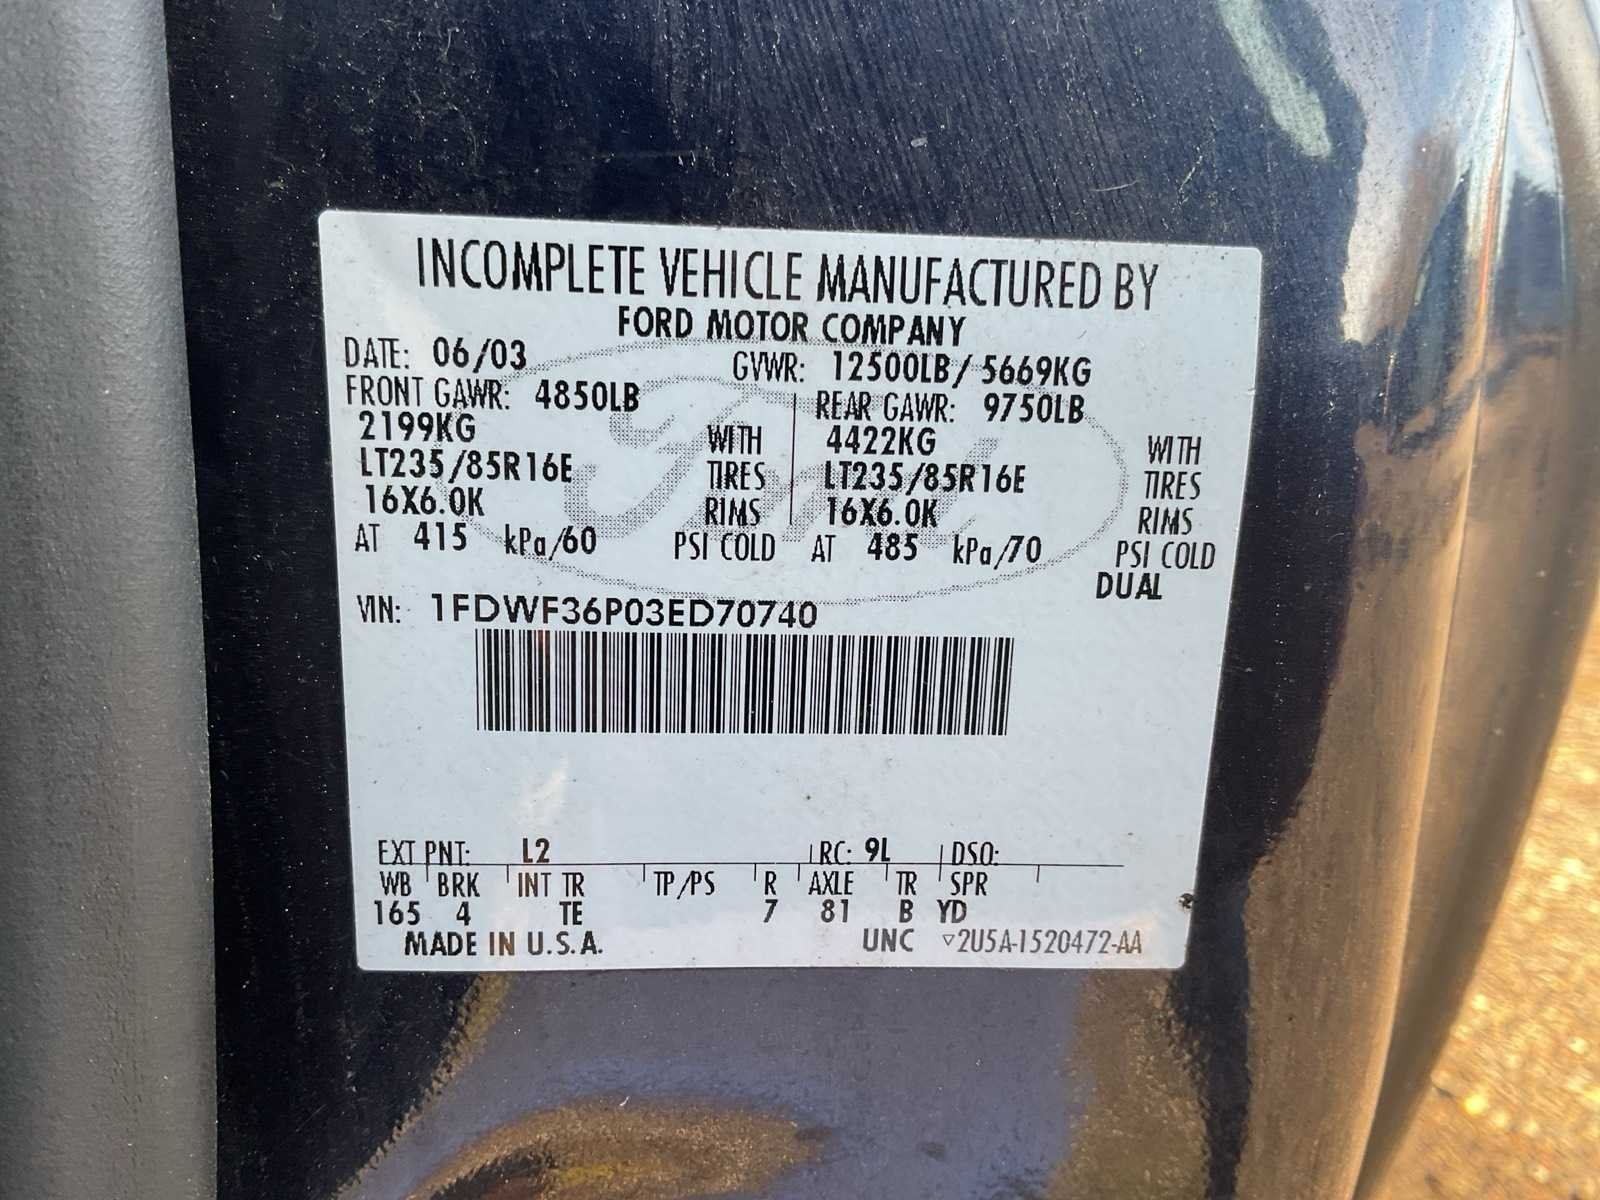 INCOMPLETE VEHICLE MANUFACTURED BY
FORD MOTOR COMPANY
DATE: 06/03 GVWR: 12500LB/ 5669KG
FRONT GAWR: 4850LB REAR GAWR: 9750LB
2199KG WITH 4422KG WITH
LT235/85R16E TIRES LT235/85R16E TIRES
16X6.0K RIMS 16X6.0K RIMS
AT 415 kPa/60 PSI COLD AT 485 kPa/70 PSI COLD
DUAL
VIN: 1FDWF36P03ED70740
Ford
EXT PNT: L2 RC: 9L DSO:
WB BRK INT TR TP/PS R AXLE TR SPR
165 4 TE 7 81 B YD
MADE IN U.S.A. UNC ▽2U5A-1520472-AA